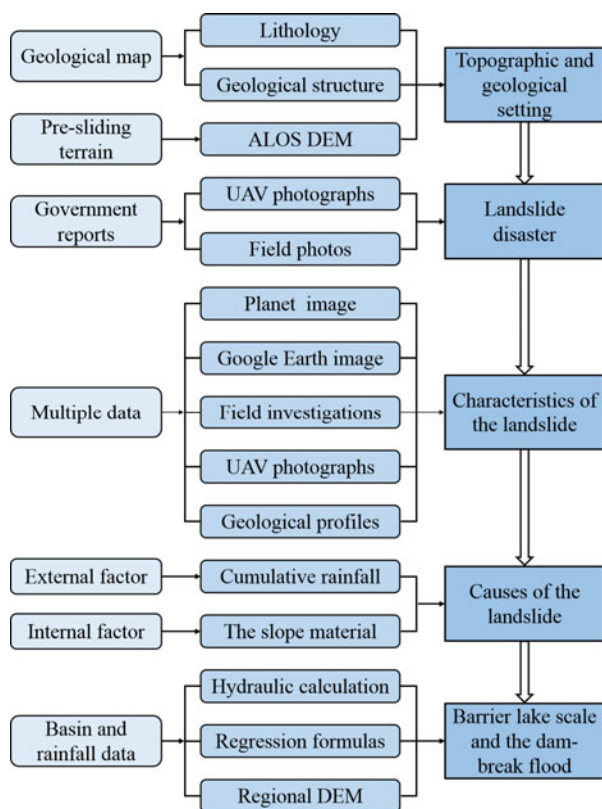 Geological map
Lithology
Geological structure
Topographic and
geological
setting
Pre-sliding
terrain
ALOS DEM
Government
reports
UAV photographs
Field photos
Landslide
disaster
Multiple data
Planet image
Google Earth image
Field investigations
UAV photographs
Geological profiles
Characteristics
of the landslide
External factor
Cumulative rainfall
Internal factor
The slope material
Causes of the
landslide
Basin and
rainfall data
Hydraulic calculation
Regression formulas
Regional DEM
Barrier lake scale
and the dam-
break flood